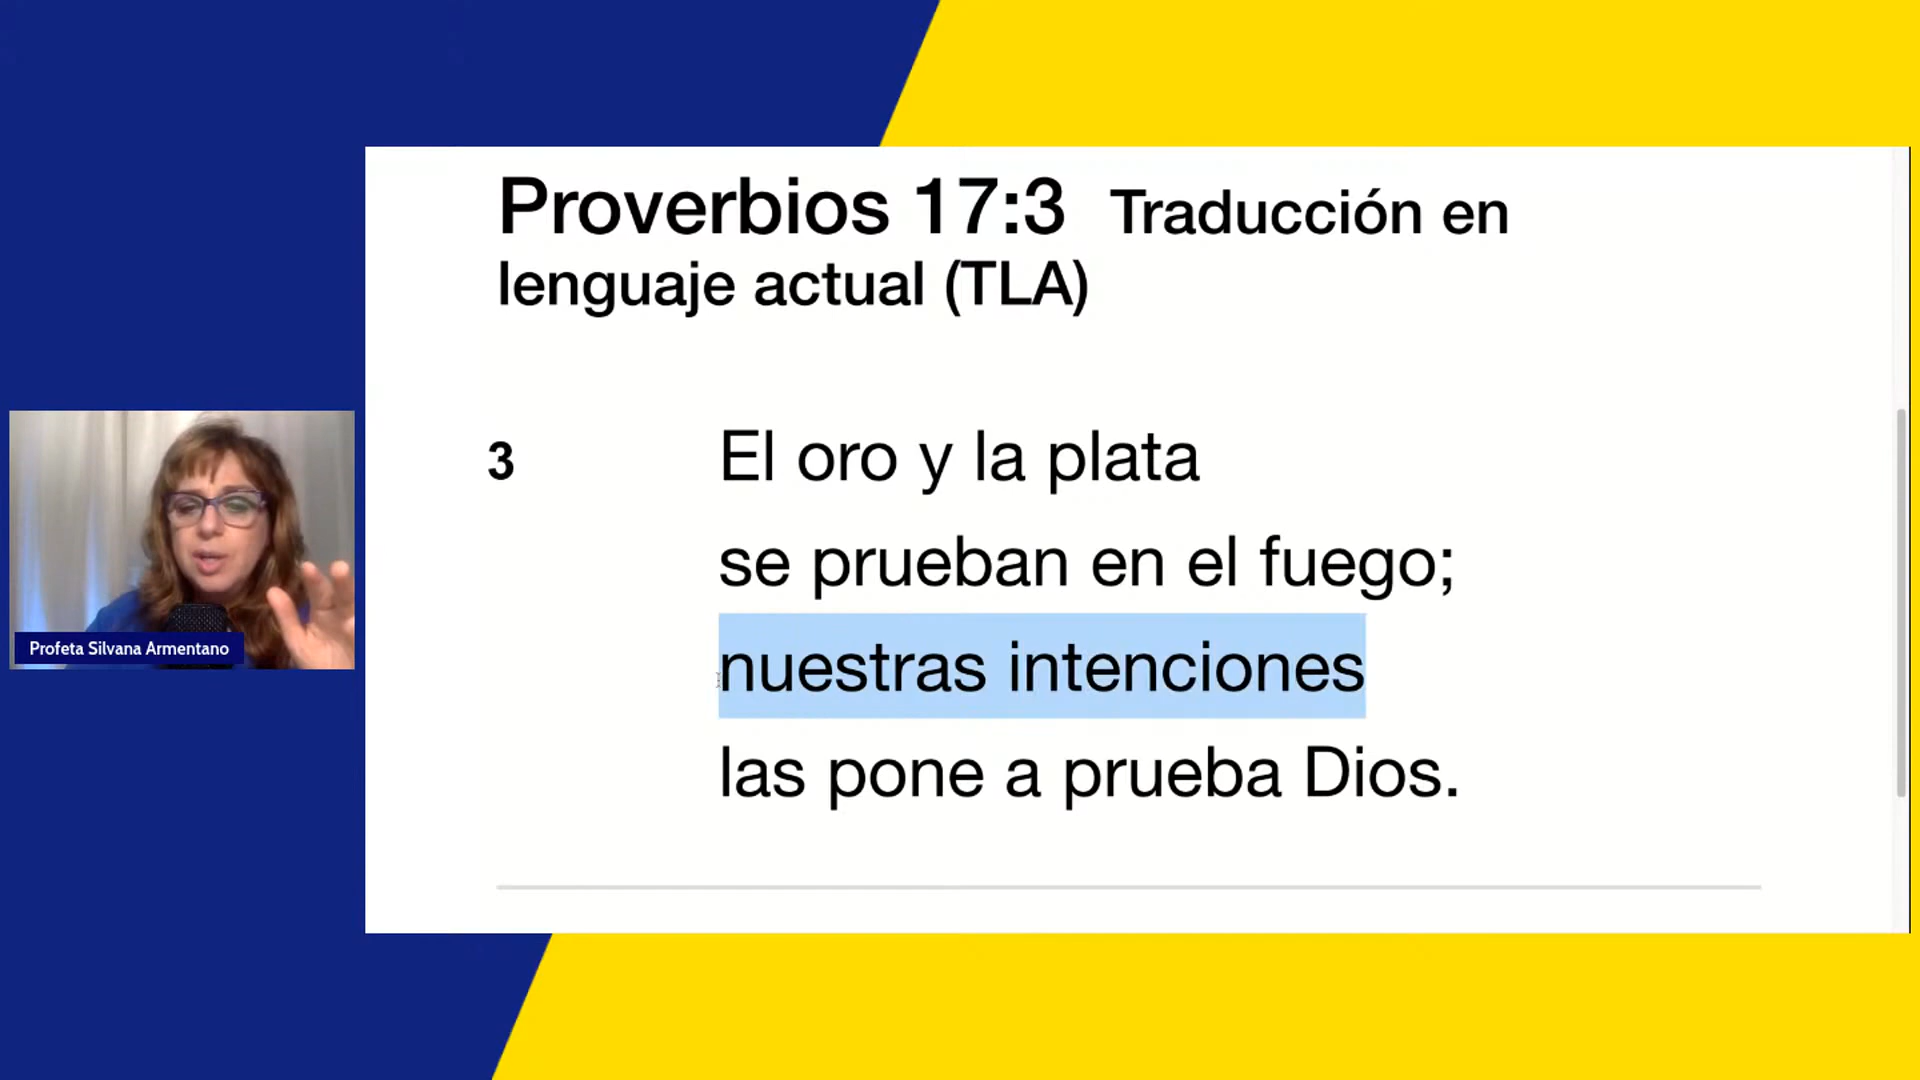 Proverbios 17:3 Traducción en
lenguaje actual (TLA)
3 El oro y la plata
se prueban en el fuego;
nuestras intenciones
las pone a prueba Dios.
Profeta Silvana Armentano